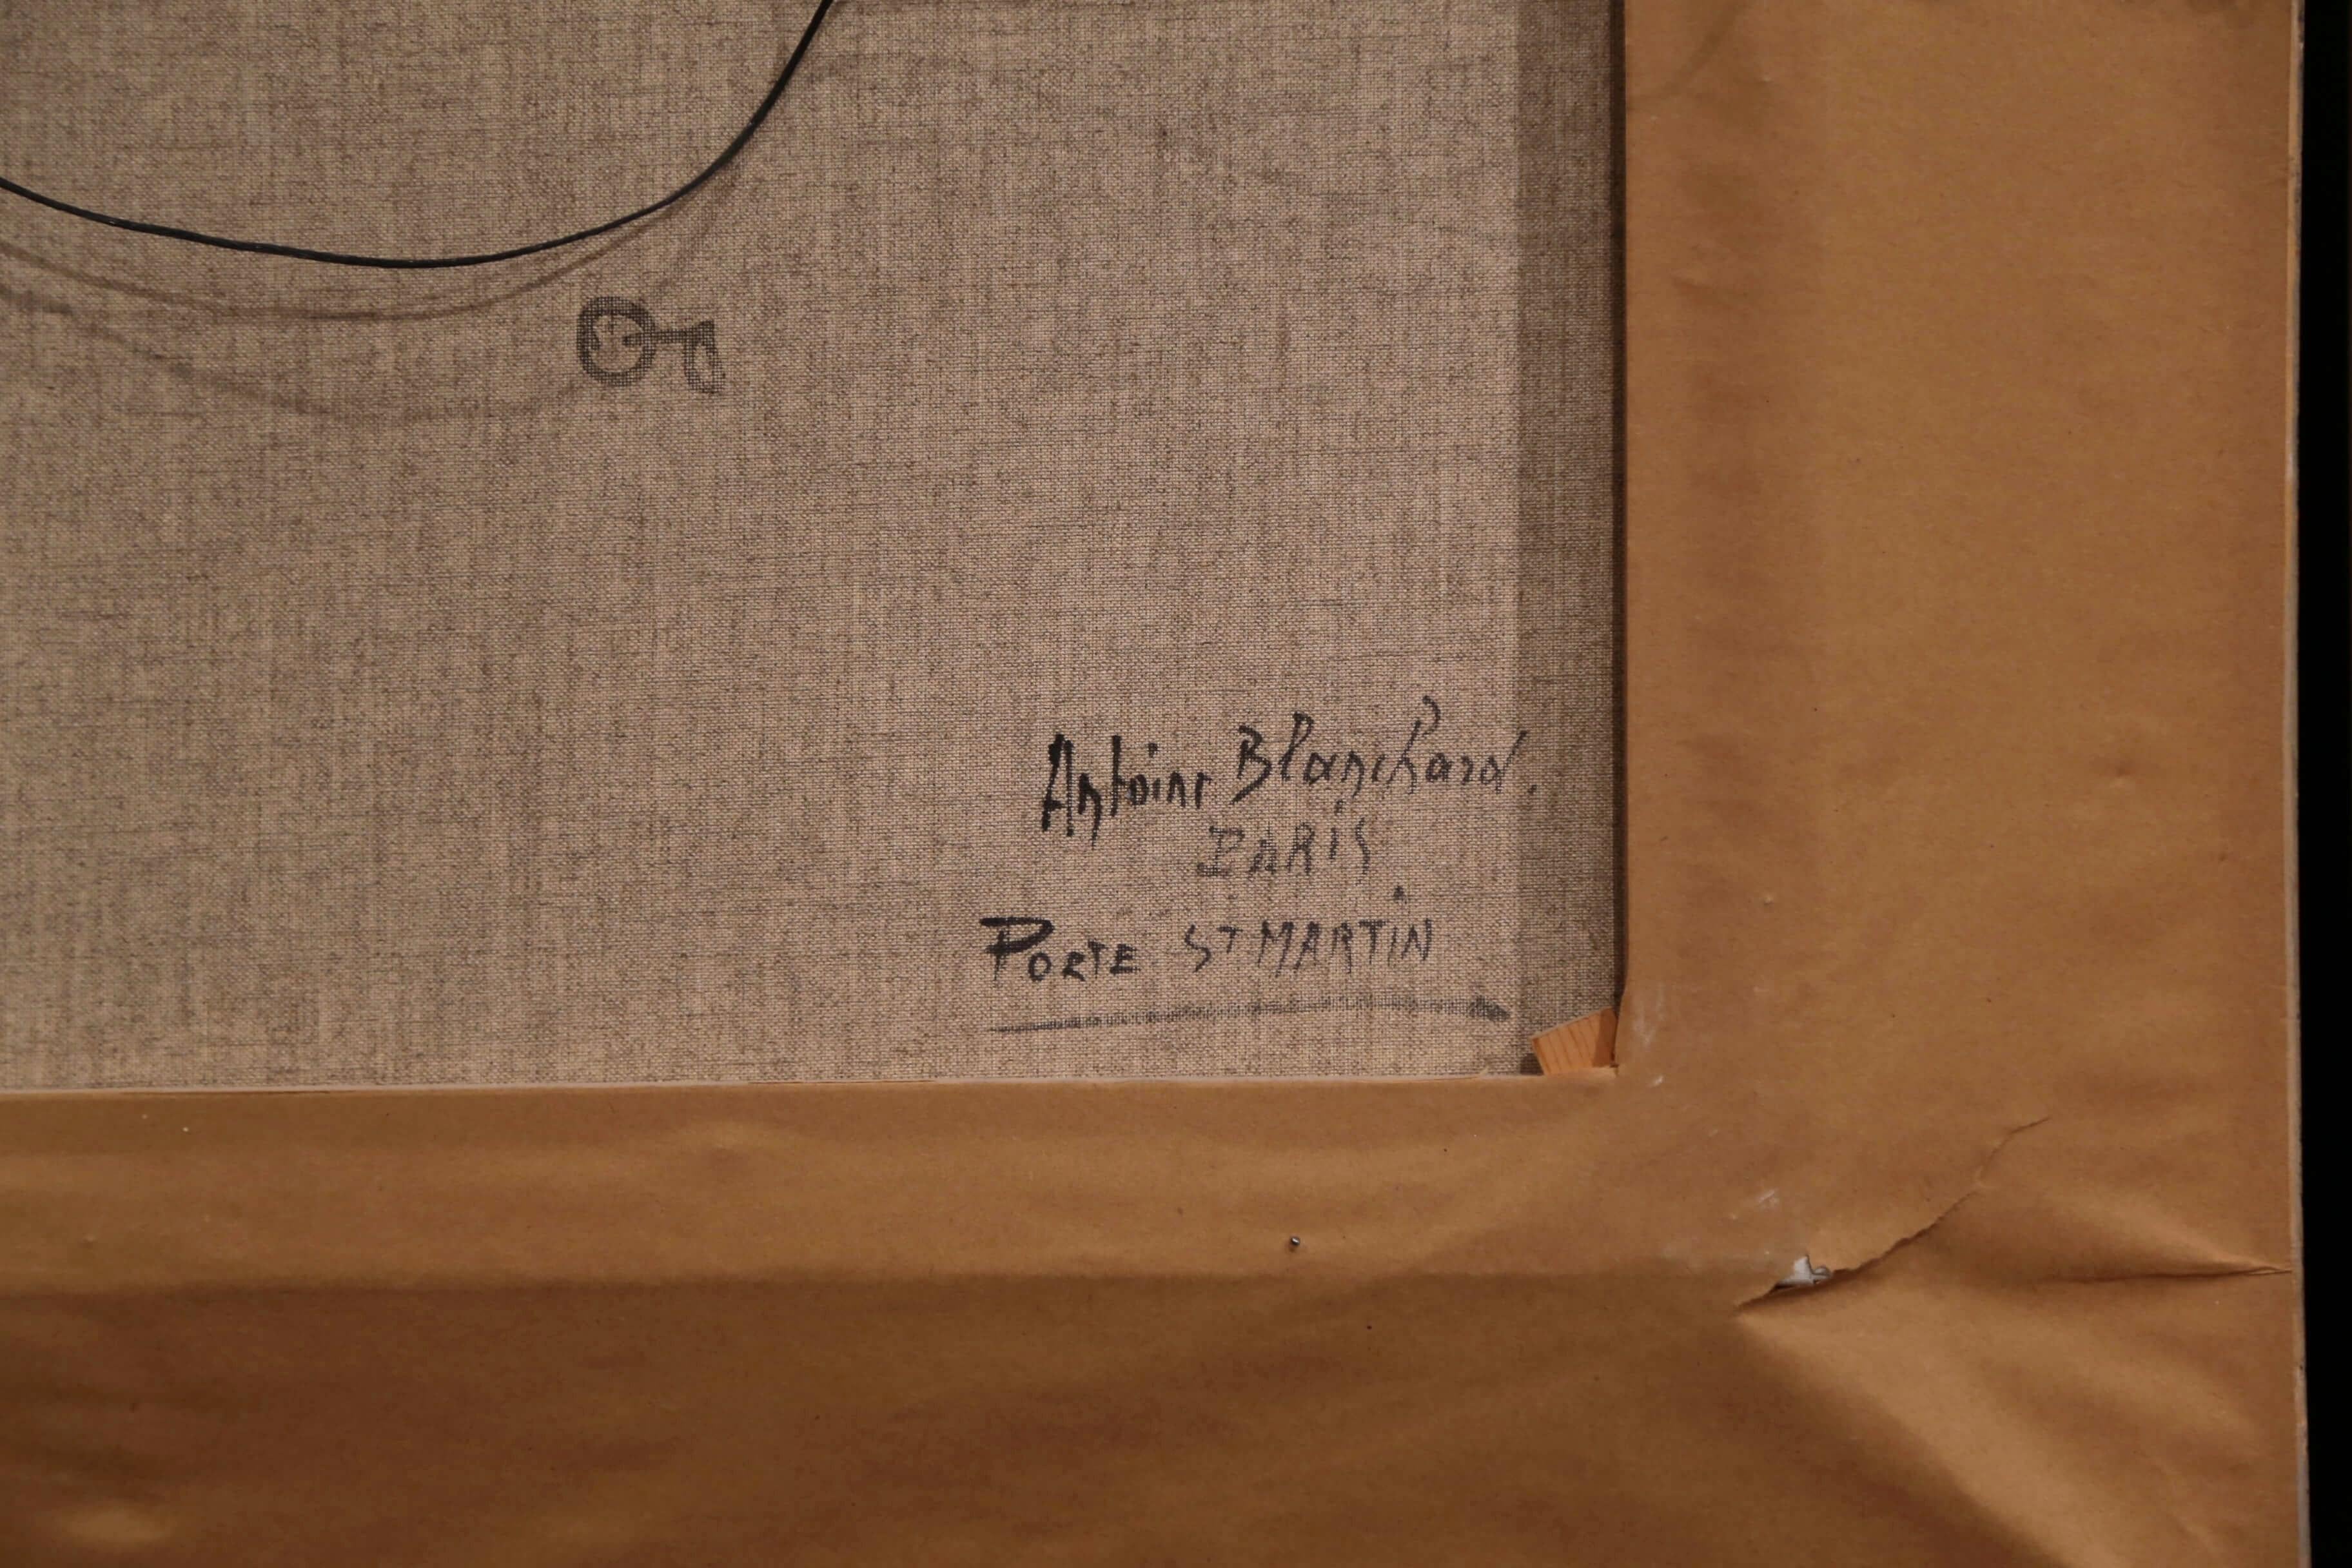 Antoine Blanchard.
PARIS
PORTE ST MARTIN